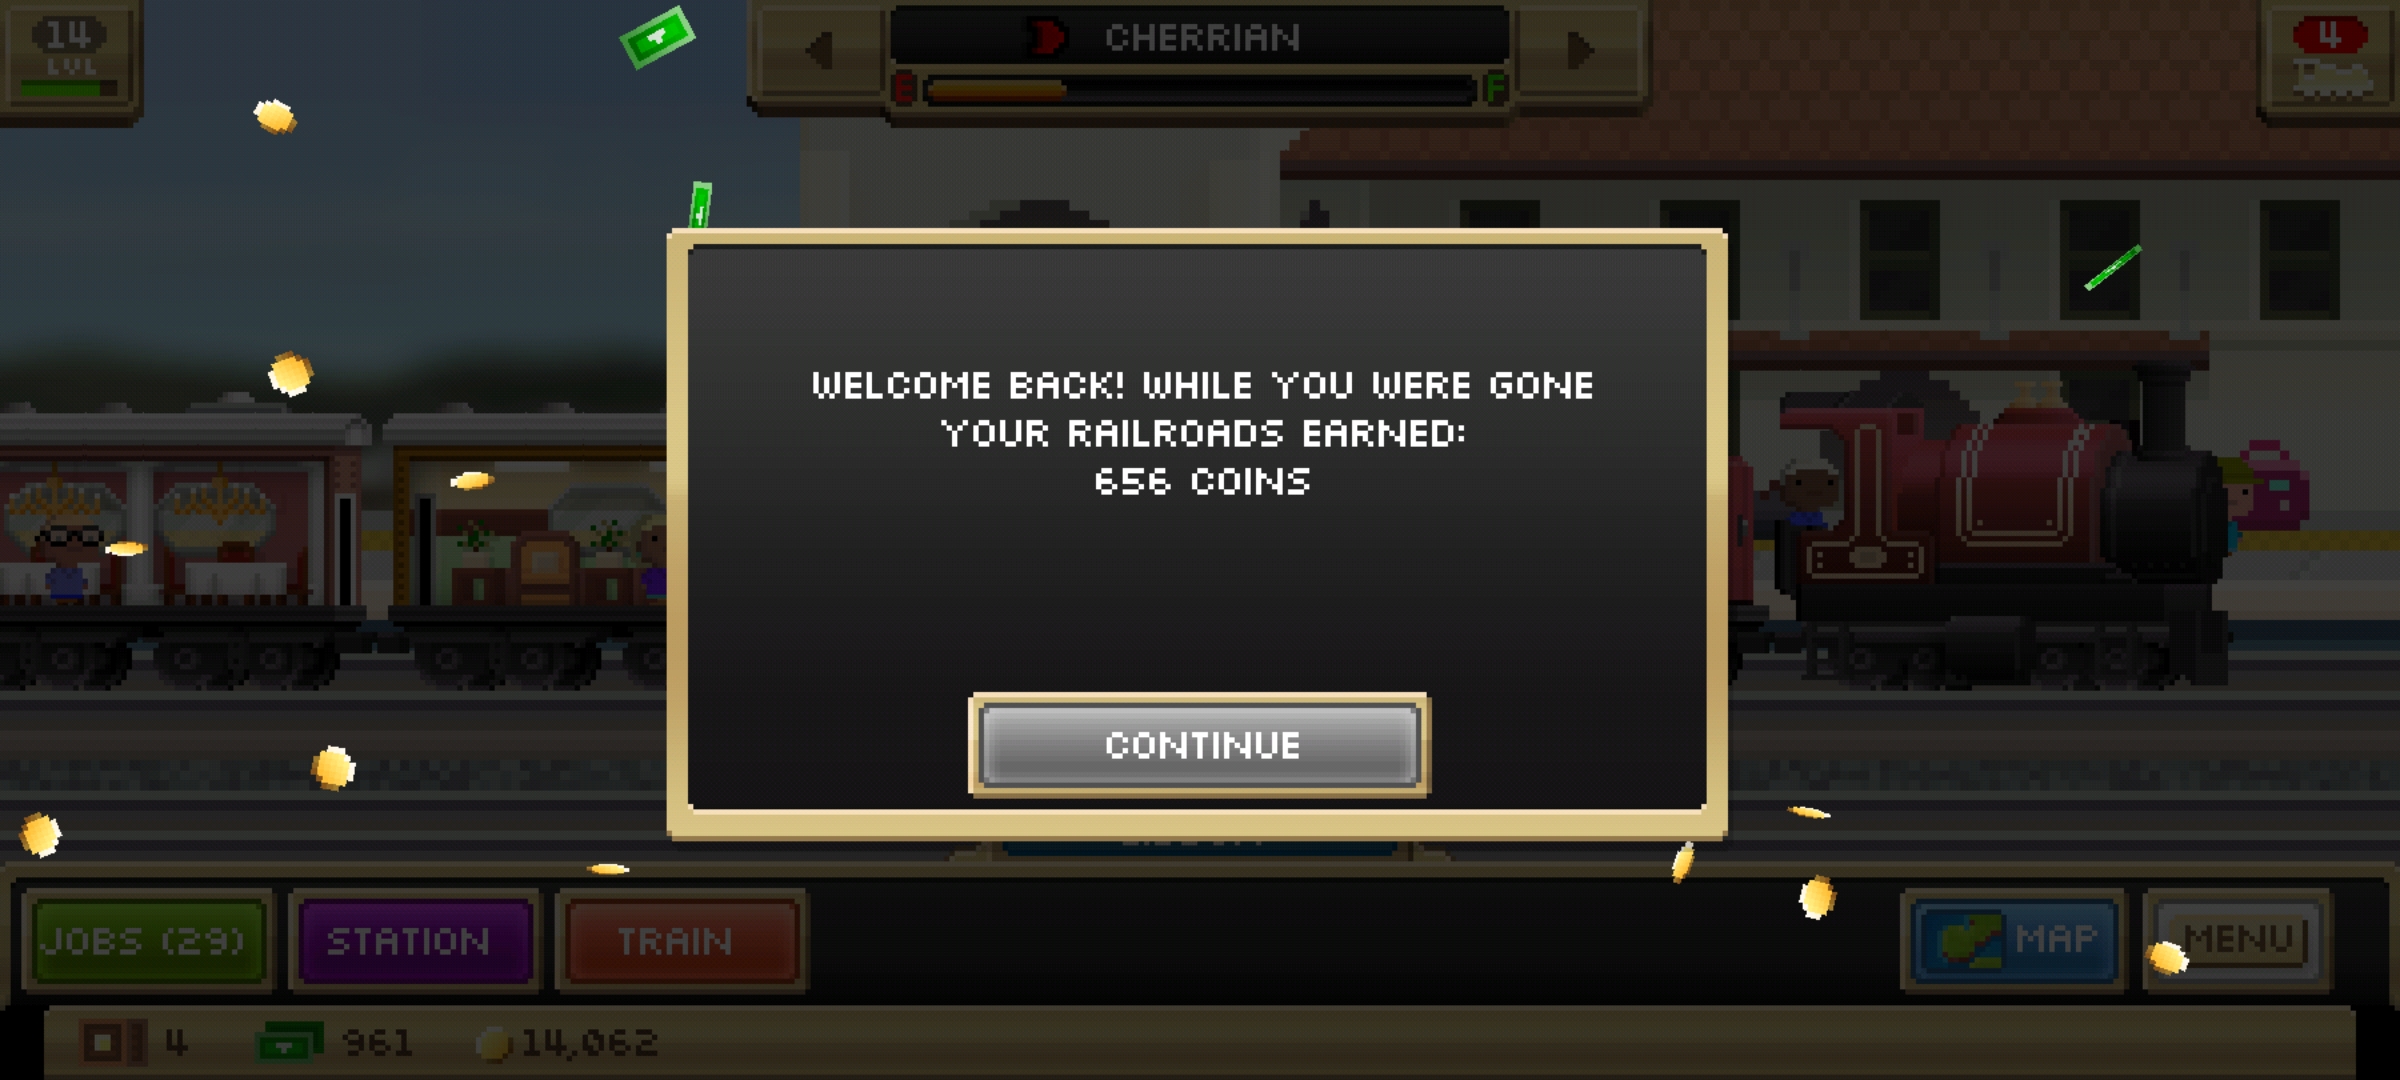 14
LVL
CHERRIAN
E
F
4
WELCOME BACK! WHILE YOU WERE GONE
YOUR RAILROADS EARNED:
656 COINS
CONTINUE
JOBS (29)
STATION
TRAIN
MAP
MENU
4
961
14,062